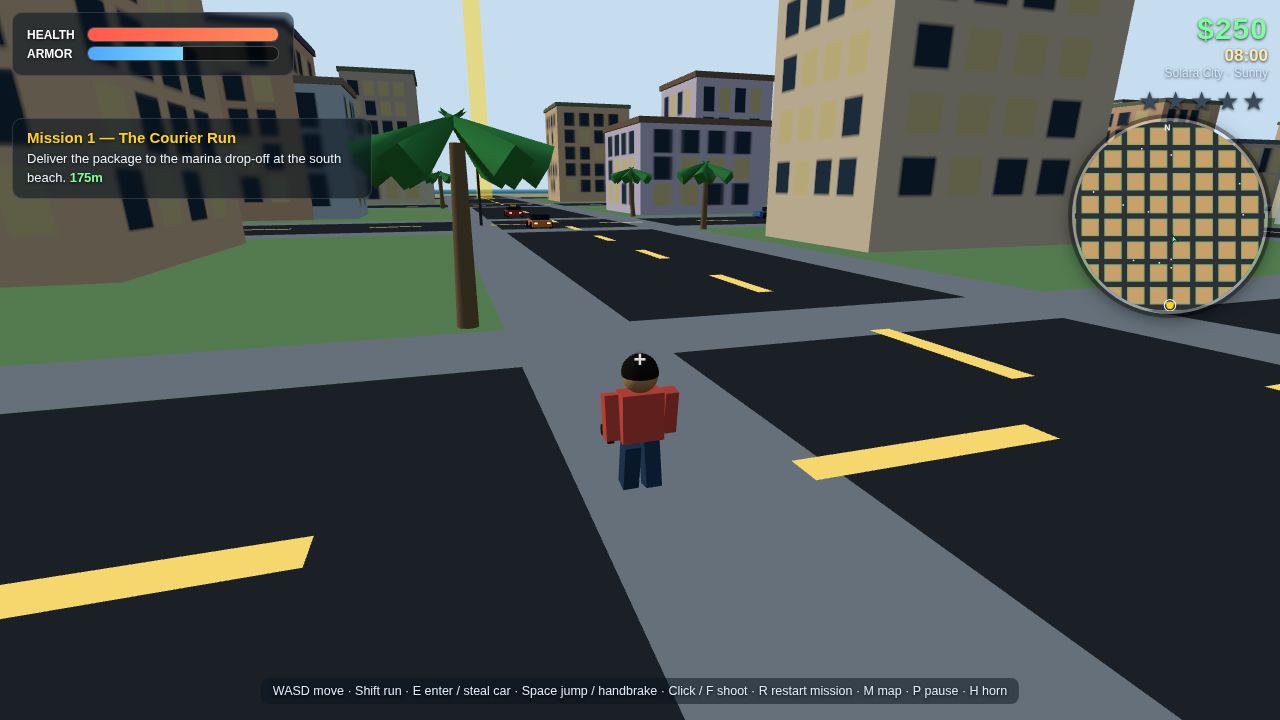 HEALTH
ARMOR
Mission 1 — The Courier Run
Deliver the package to the marina drop-off at the south
beach. 175m
$250
08:00
Solara City · Sunny
N
WASD move · Shift run · E enter / steal car · Space jump / handbrake · Click / F shoot · R restart mission · M map · P pause · H horn